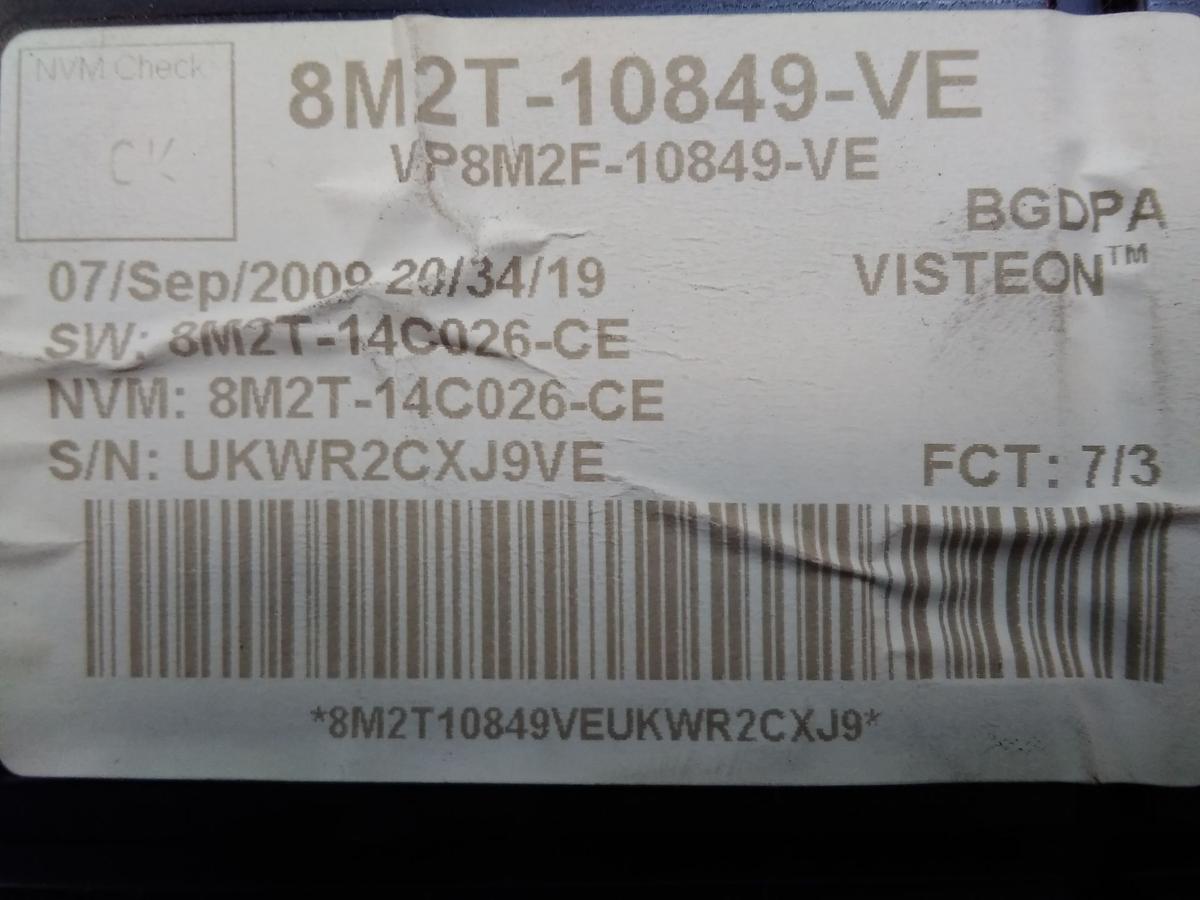 NVM Check
OK
8M2T-10849-VE
VP8M2F-10849-VE
BGDPA
07/Sep/2009 20/34/19
VISTEON™
SW: 8M2T-14C026-CE
NVM: 8M2T-14C026-CE
S/N: UKWR2CXJ9VE
FCT: 7/3
*8M2T10849VEUKWR2CXJ9*